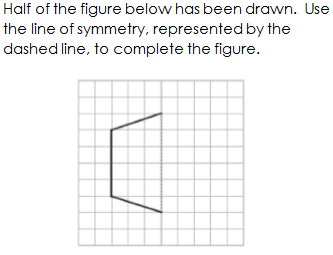 Half of the figure below has been drawn. Use
the line of symmetry, represented by the
dashed line, to complete the figure.